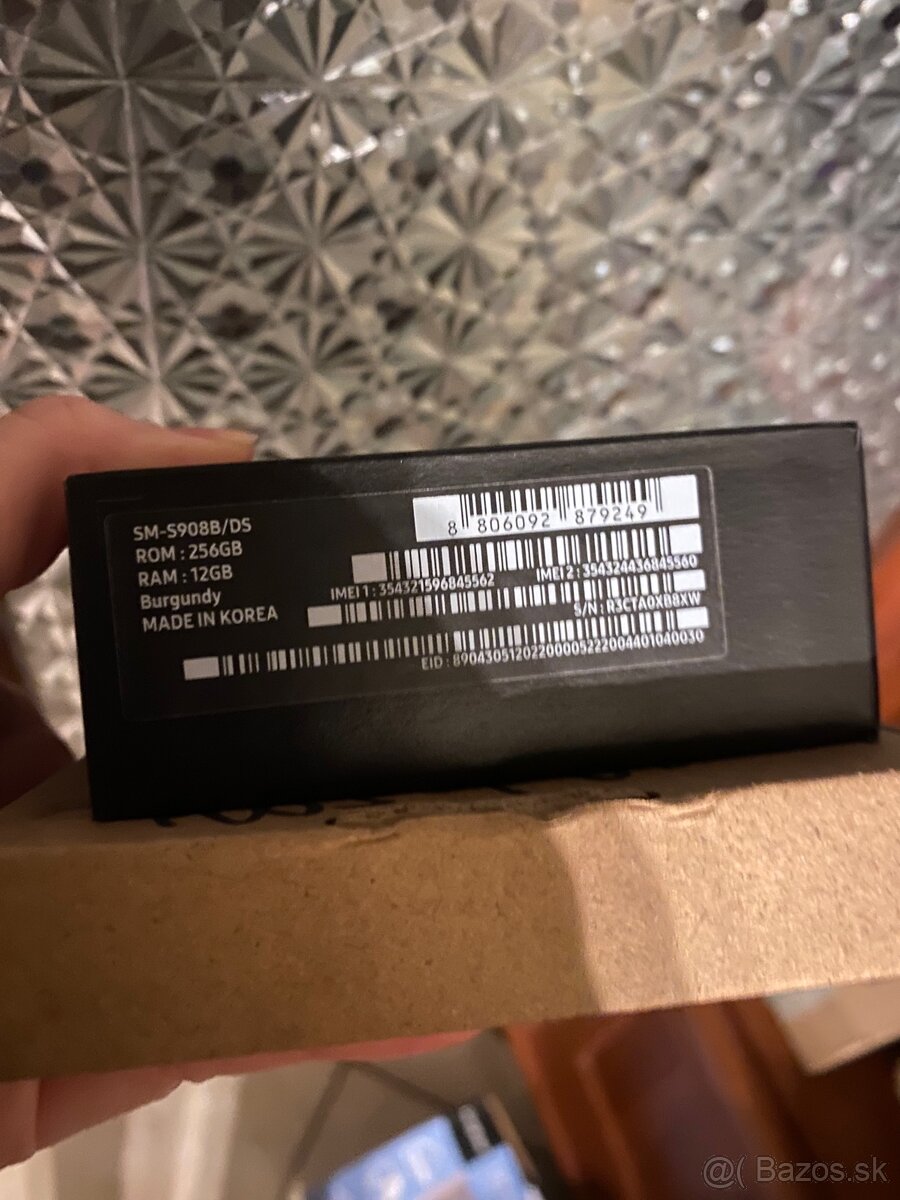 SM-S908B/DS
ROM : 256GB
RAM : 12GB
Burgundy
MADE IN KOREA
8 806092 879249
IMEI 1 : 354321596845562
IMEI 2 : 354324436845560
S/N : R3CTA0XB8XW
EID : 89043051202200005222004401040030
@( Bazos.sk